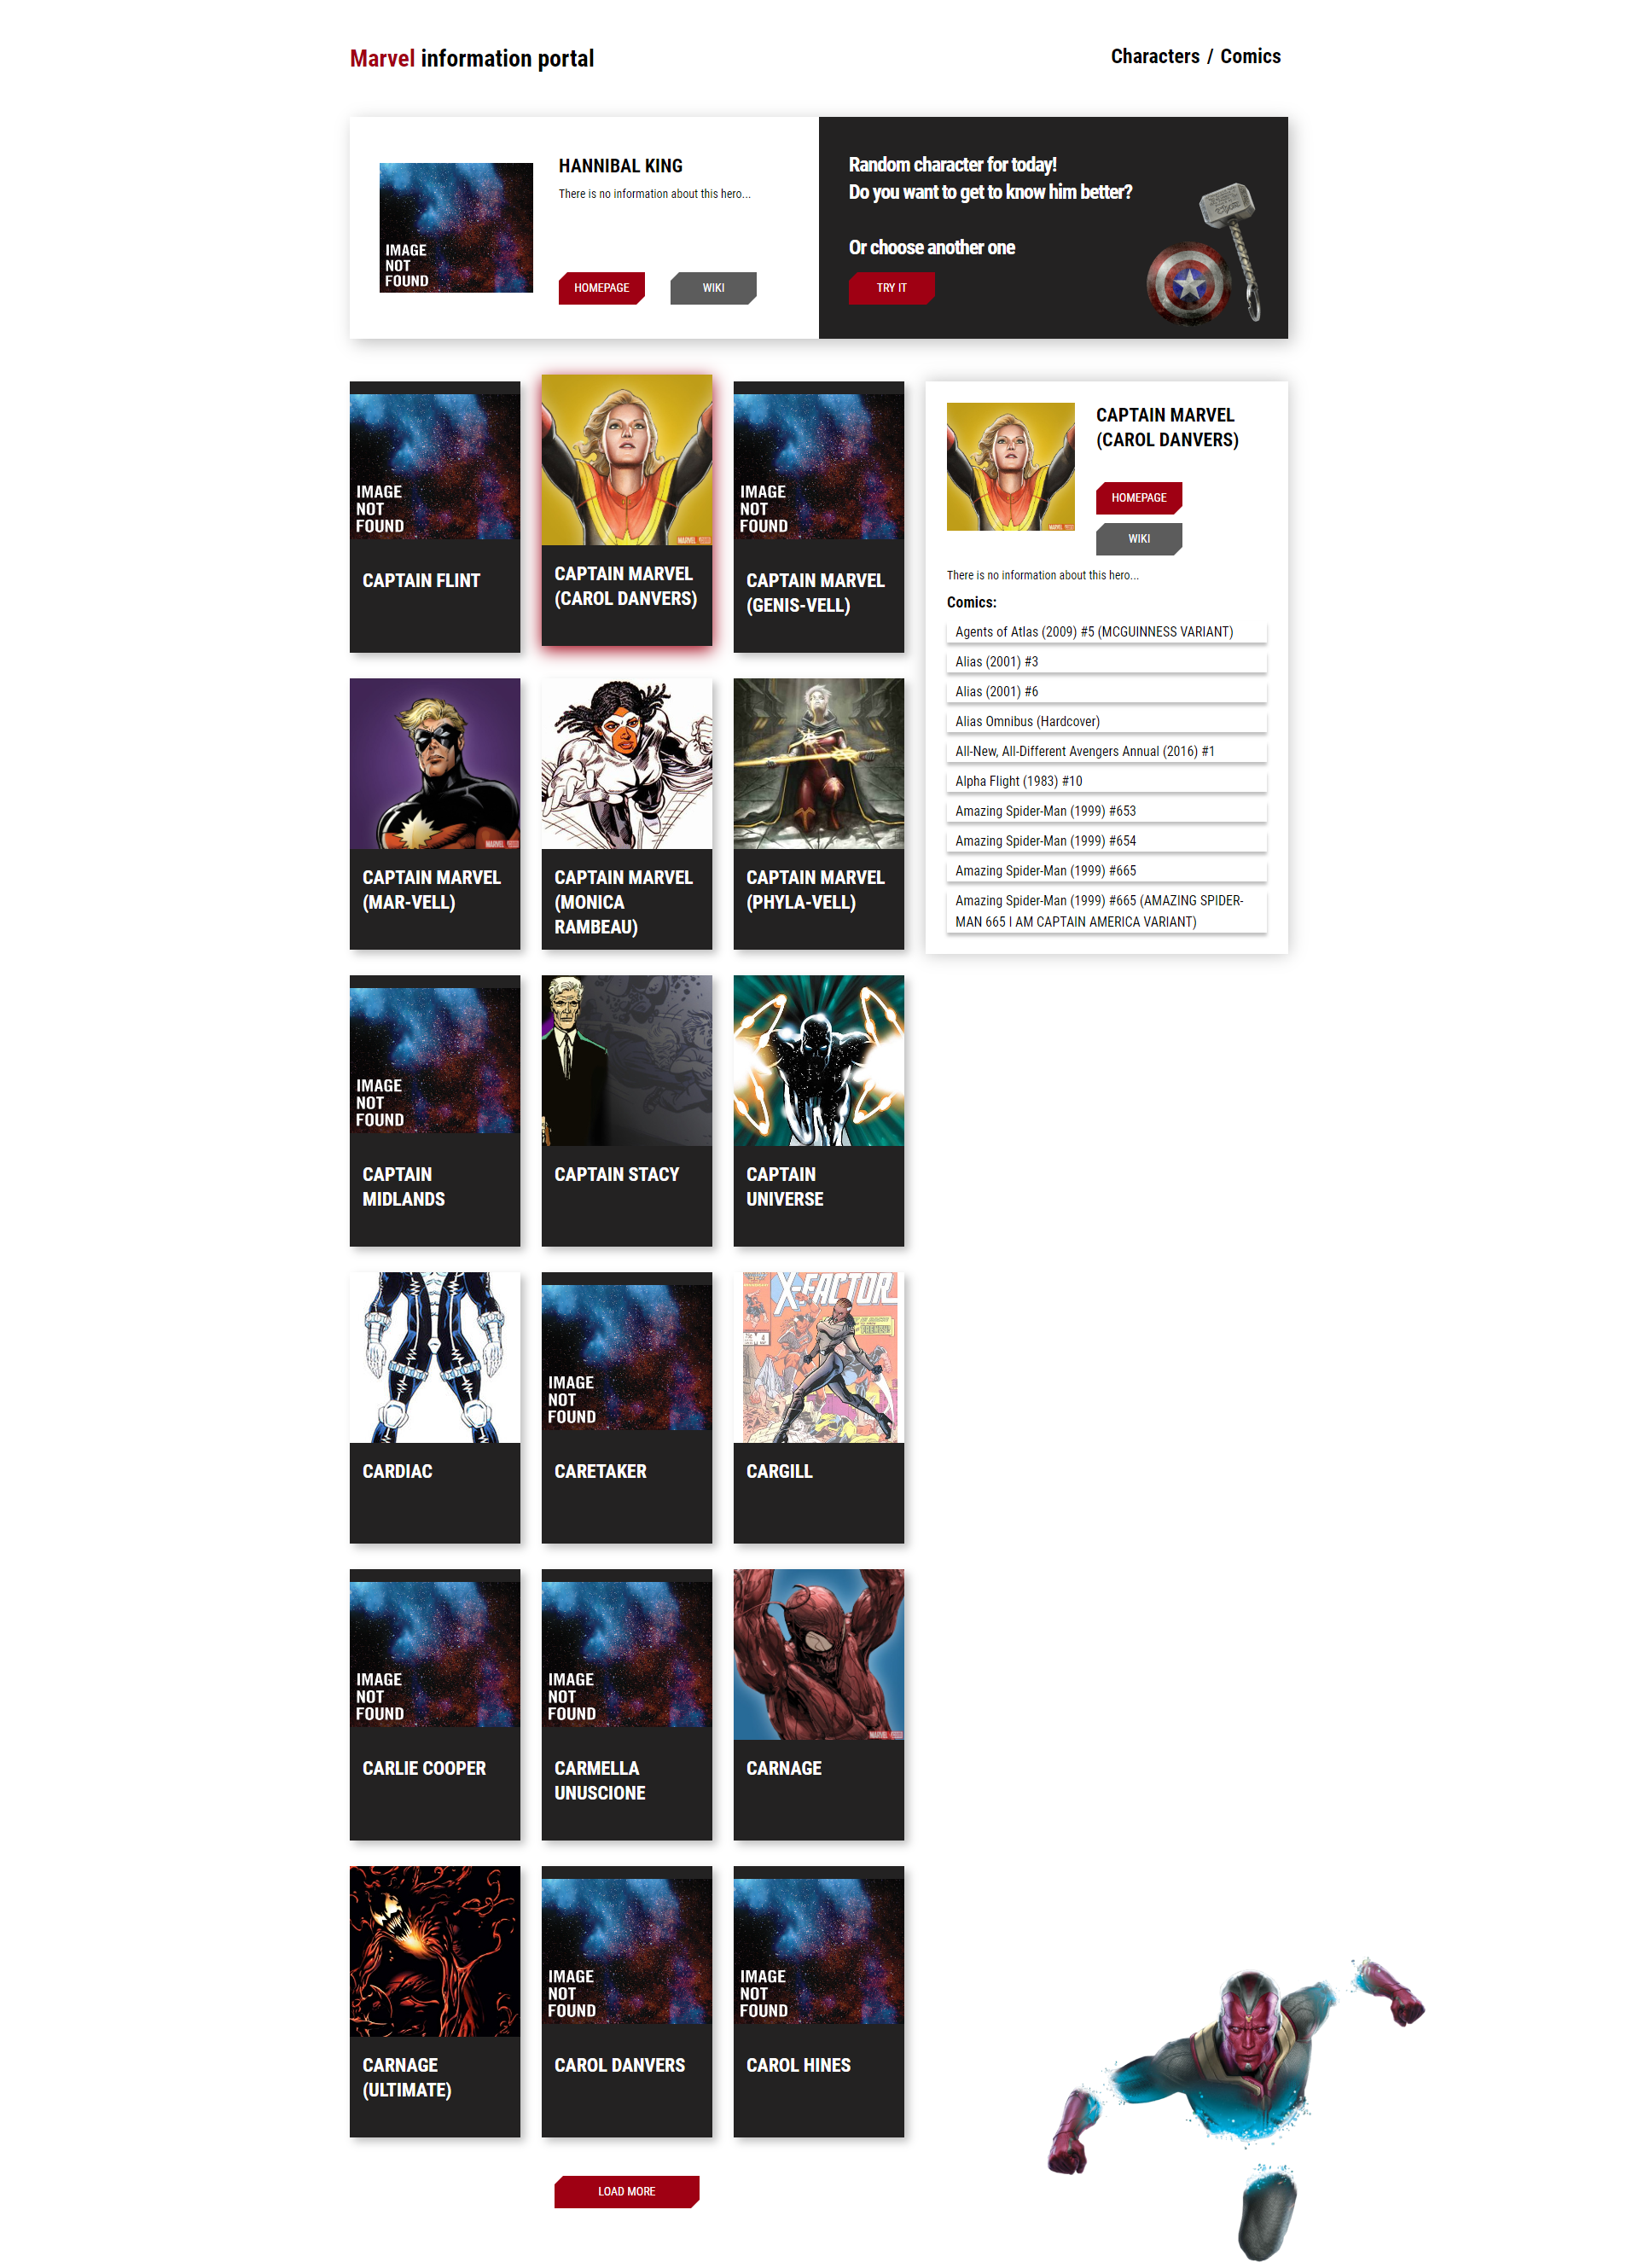 Marvel information portal
Characters / Comics
IMAGE
NOT
FOUND
HANNIBAL KING
There is no information about this hero...
HOMEPAGE
WIKI
Random character for today!
Do you want to get to know him better?
Or choose another one
TRY IT
IMAGE
NOT
FOUND
CAPTAIN FLINT
CAPTAIN MARVEL
(CAROL DANVERS)
IMAGE
NOT
FOUND
CAPTAIN MARVEL
(GENIS-VELL)
CAPTAIN MARVEL
(MAR-VELL)
CAPTAIN MARVEL
(MONICA
RAMBEAU)
CAPTAIN MARVEL
(PHYLA-VELL)
IMAGE
NOT
FOUND
CAPTAIN
MIDLANDS
CAPTAIN STACY
CAPTAIN
UNIVERSE
CARDIAC
IMAGE
NOT
FOUND
CARETAKER
X-FACTOR
4
CARGILL
IMAGE
NOT
FOUND
CARLIE COOPER
IMAGE
NOT
FOUND
CARMELLA
UNUSCIONE
CARNAGE
CARNAGE
(ULTIMATE)
IMAGE
NOT
FOUND
CAROL DANVERS
IMAGE
NOT
FOUND
CAROL HINES
LOAD MORE
CAPTAIN MARVEL
(CAROL DANVERS)
HOMEPAGE
WIKI
There is no information about this hero...
Comics:
Agents of Atlas (2009) #5 (MCGUINNESS VARIANT)
Alias (2001) #3
Alias (2001) #6
Alias Omnibus (Hardcover)
All-New, All-Different Avengers Annual (2016) #1
Alpha Flight (1983) #10
Amazing Spider-Man (1999) #653
Amazing Spider-Man (1999) #654
Amazing Spider-Man (1999) #665
Amazing Spider-Man (1999) #665 (AMAZING SPIDER-
MAN 665 I AM CAPTAIN AMERICA VARIANT)